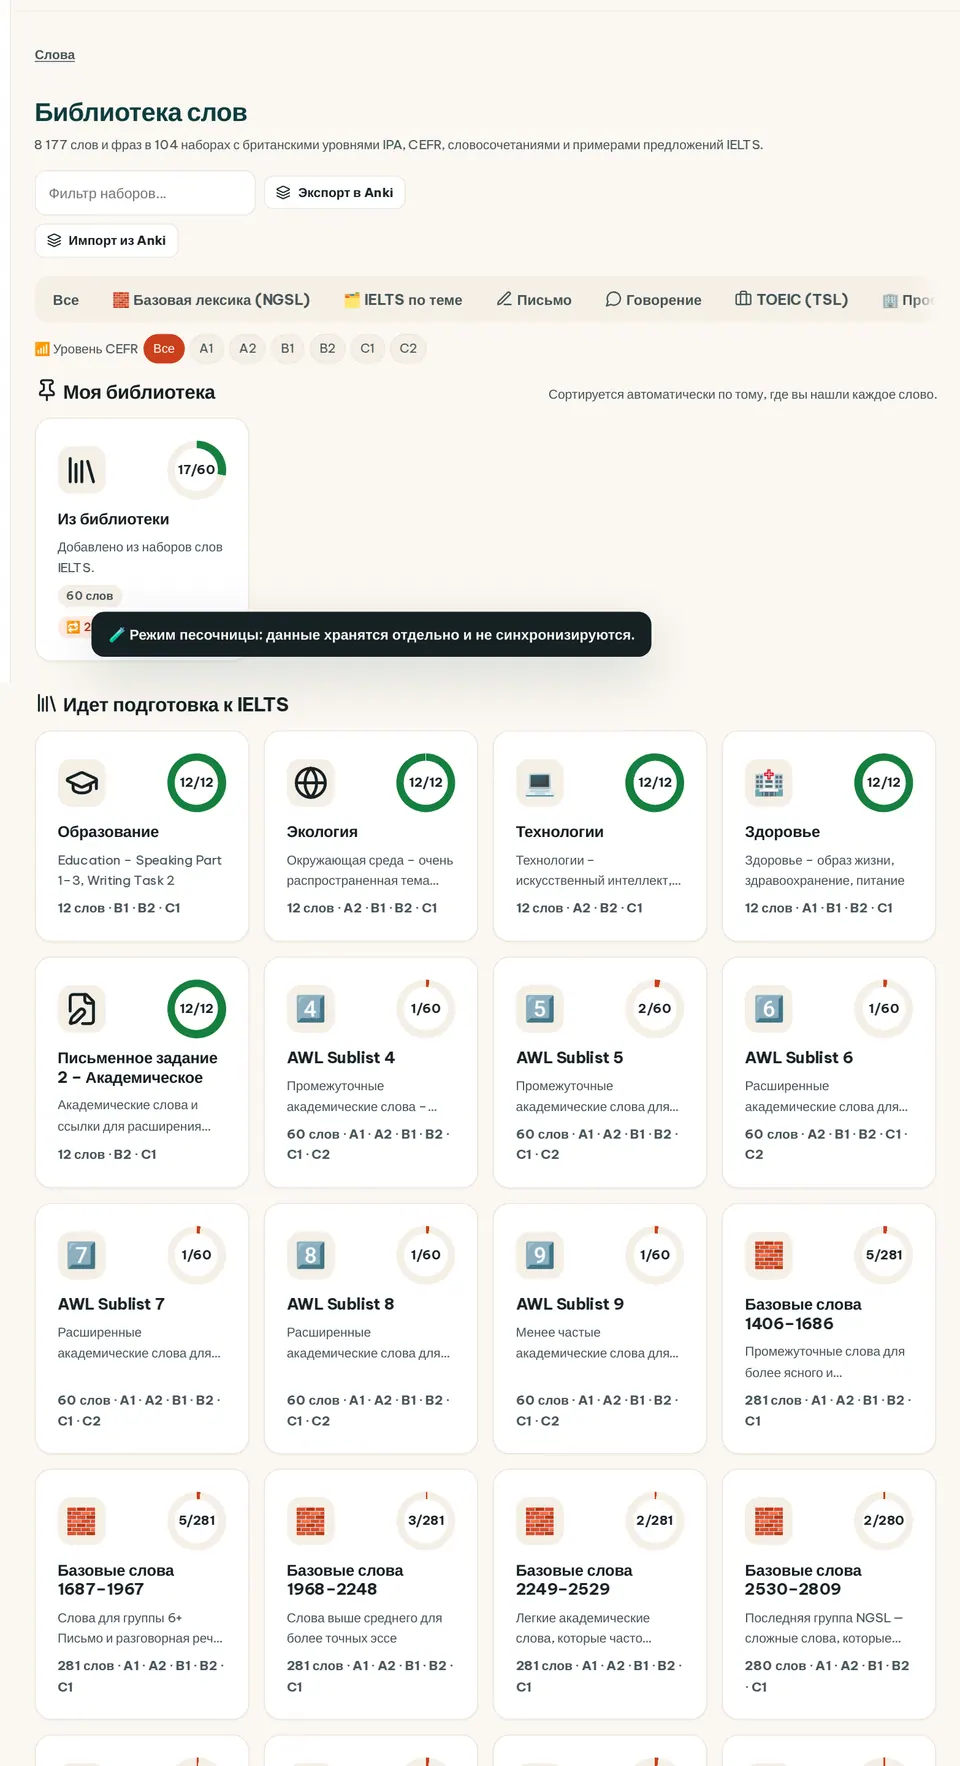 Слова
Библиотека слов
8 177 слов и фраз в 104 наборах с британскими уровнями IPA, CEFR, словосочетаниями и примерами предложений IELTS.
Фильтр наборов...
Экспорт в Anki
Импорт из Anki
Все
Базовая лексика (NGSL)
IELTS по теме
Письмо
Говорение
TOEIC (TSL)
Уровень CEFR
Все
A1
A2
B1
B2
C1
C2
Моя библиотека
Сортируется автоматически по тому, где вы нашли каждое слово.
17/60
Из библиотеки
Добавлено из наборов слов
IELTS.
60 слов
Режим песочницы: данные хранятся отдельно и не синхронизируются.
Идет подготовка к IELTS
12/12
Образование
Education – Speaking Part
1–3, Writing Task 2
12 слов · B1 · B2 · C1
12/12
Экология
Окружающая среда – очень
распространенная тема...
12 слов · A2 · B1 · B2 · C1
12/12
Технологии
Технологии –
искусственный интеллект,...
12 слов · A2 · B2 · C1
12/12
Здоровье
Здоровье – образ жизни,
здравоохранение, питание
12 слов · A1 · B1 · B2 · C1
12/12
Письменное задание
2 – Академическое
Академические слова и
ссылки для расширения...
12 слов · B2 · C1
4
1/60
AWL Sublist 4
Промежуточные
академические слова – ...
60 слов · A1 · A2 · B1 · B2 ·
C1 · C2
5
2/60
AWL Sublist 5
Промежуточные
академические слова для...
60 слов · A1 · A2 · B1 · B2 ·
C1 · C2
6
1/60
AWL Sublist 6
Расширенные
академические слова для...
60 слов · A2 · B1 · B2 · C1 ·
C2
7
1/60
AWL Sublist 7
Расширенные
академические слова для...
60 слов · A1 · A2 · B1 · B2 ·
C1 · C2
8
1/60
AWL Sublist 8
Расширенные
академические слова для...
60 слов · A1 · A2 · B1 · B2 ·
C1 · C2
9
1/60
AWL Sublist 9
Менее частые
академические слова для...
60 слов · A1 · A2 · B1 · B2 ·
C1 · C2
5/281
Базовые слова
1406–1686
Промежуточные слова для
более ясного и...
281 слов · A1 · A2 · B1 · B2 ·
C1
5/281
Базовые слова
1687–1967
Слова для группы 6+
Письмо и разговорная реч...
281 слов · A1 · A2 · B1 · B2 ·
C1
3/281
Базовые слова
1968–2248
Слова выше среднего для
более точных эссе
281 слов · A1 · A2 · B1 · B2 ·
C1
2/281
Базовые слова
2249–2529
Легкие академические
слова, которые часто...
281 слов · A1 · A2 · B1 · B2 ·
C1
2/280
Базовые слова
2530–2809
Последняя группа NGSL —
сложные слова, которые...
280 слов · A1 · A2 · B1 · B2
· C1